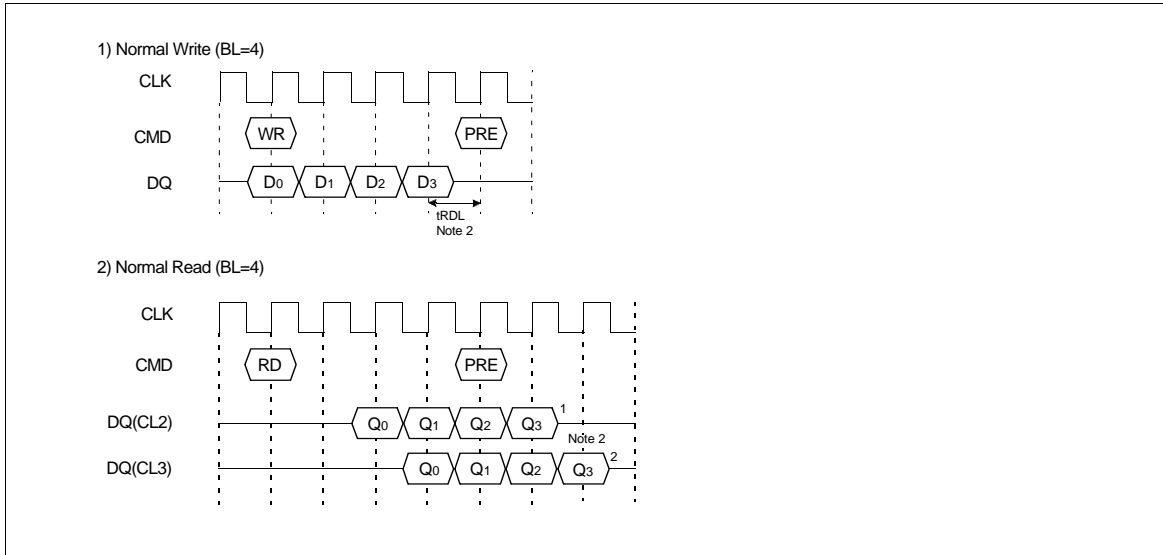 1) Normal Write (BL=4)
CLK
CMD WR PRE
DQ D0 D1 D2 D3
tRDL
Note 2
2) Normal Read (BL=4)
CLK
CMD RD PRE
DQ(CL2) Q0 Q1 Q2 Q3 1
Note 2
DQ(CL3) Q0 Q1 Q2 Q3 2